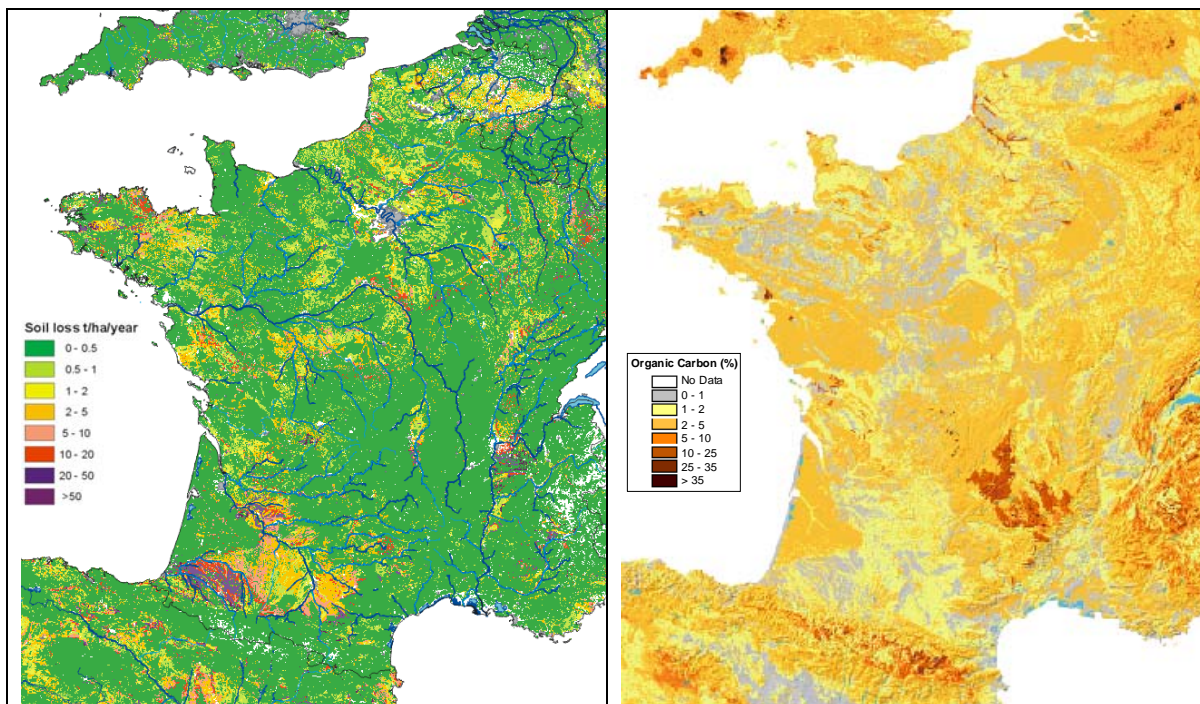 Soil loss t/ha/year
0 - 0.5
0.5 - 1
1 - 2
2 - 5
5 - 10
10 - 20
20 - 50
>50
Organic Carbon (%)
No Data
0 - 1
1 - 2
2 - 5
5 - 10
10 - 25
25 - 35
> 35